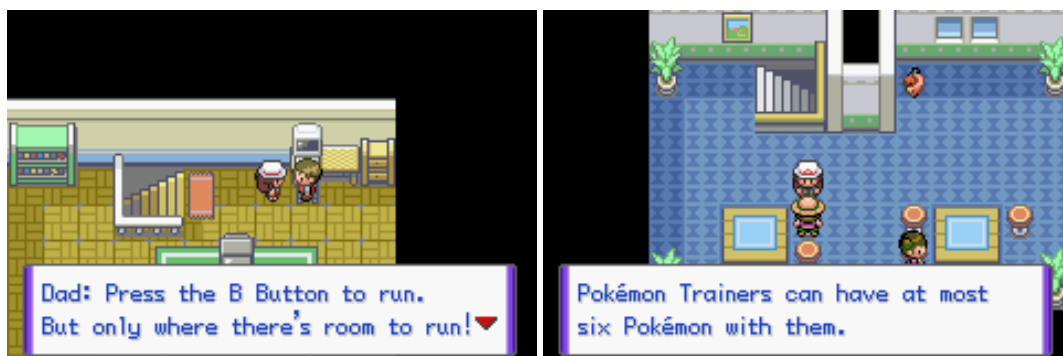 Dad: Press the B Button to run.
But only where there's room to run!
Pokémon Trainers can have at most
six Pokémon with them.